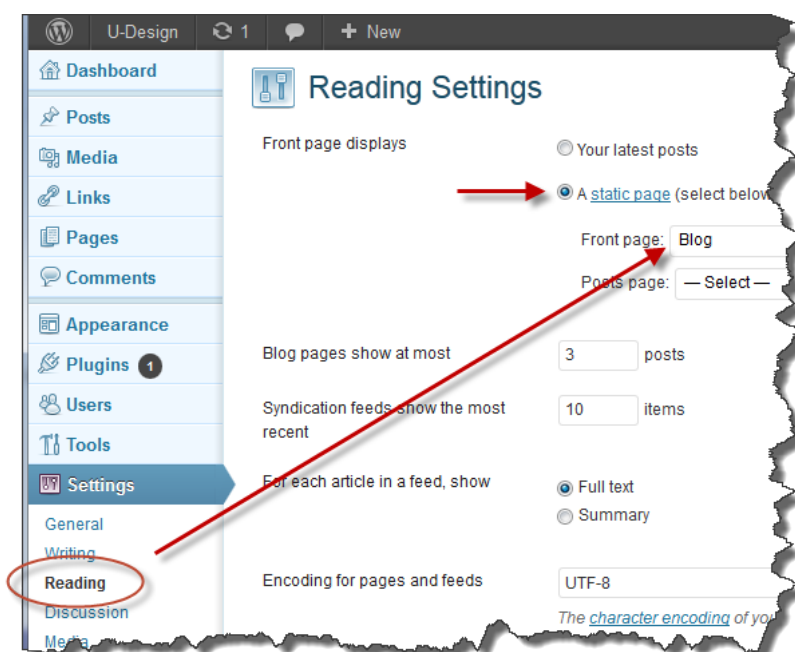 U-Design 1 + New
Dashboard
Posts
Media
Links
Pages
Comments
Appearance
Plugins 1
Users
Tools
Settings
General
Writing
Reading
Discussion
Media
Reading Settings
Front page displays
Your latest posts
A static page (select below
Front page: Blog
Posts page: — Select —
Blog pages show at most 3 posts
Syndication feeds show the most
recent
10 items
For each article in a feed, show
Full text
Summary
Encoding for pages and feeds UTF-8
The character encoding of you